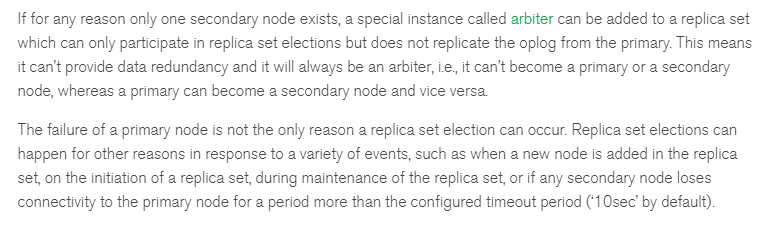 If for any reason only one secondary node exists, a special instance called arbiter can be added to a replica set
which can only participate in replica set elections but does not replicate the oplog from the primary. This means
it can't provide data redundancy and it will always be an arbiter, i.e., it can't become a primary or a secondary
node, whereas a primary can become a secondary node and vice versa.
The failure of a primary node is not the only reason a replica set election can occur. Replica set elections can
happen for other reasons in response to a variety of events, such as when a new node is added in the replica
set, on the initiation of a replica set, during maintenance of the replica set, or if any secondary node loses
connectivity to the primary node for a period more than the configured timeout period (‘10sec’ by default).